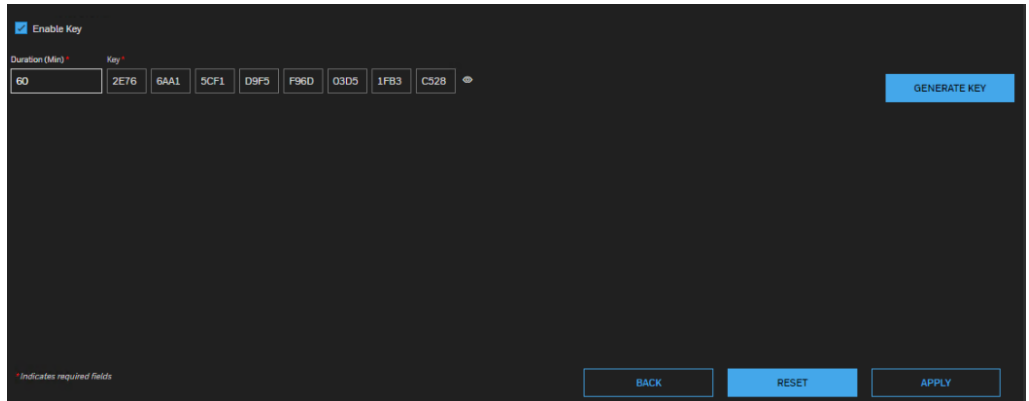 Enable Key
Duration (Min) * Key *
60 2E76 6AA1 5CF1 D9F5 F96D 03D5 1FB3 C528
GENERATE KEY
*Indicates required fields
BACK RESET APPLY